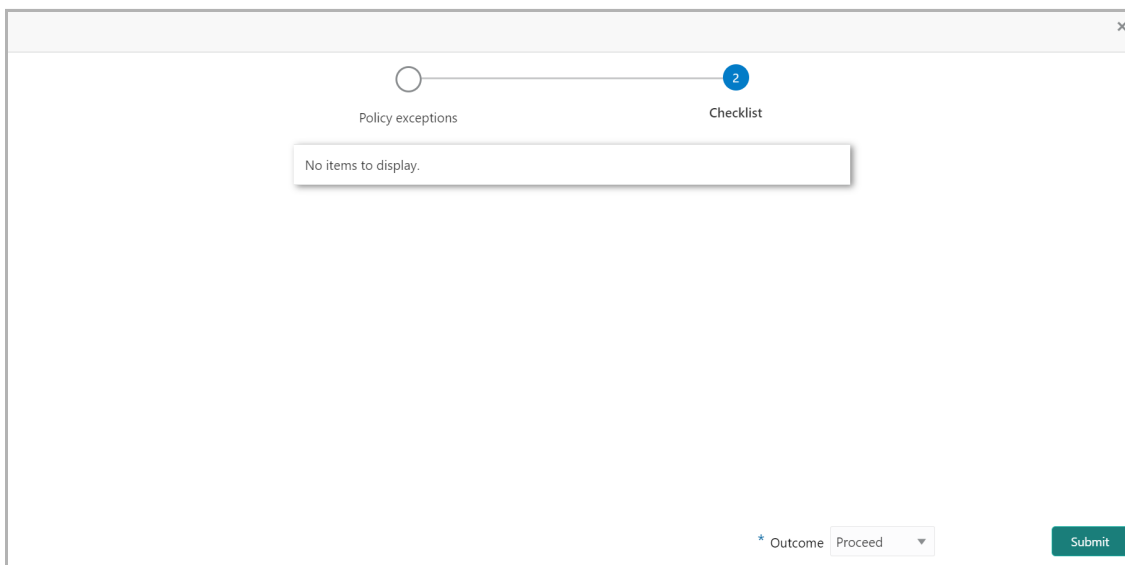 ×
2
Policy exceptions
Checklist
No items to display.
* Outcome Proceed
Submit